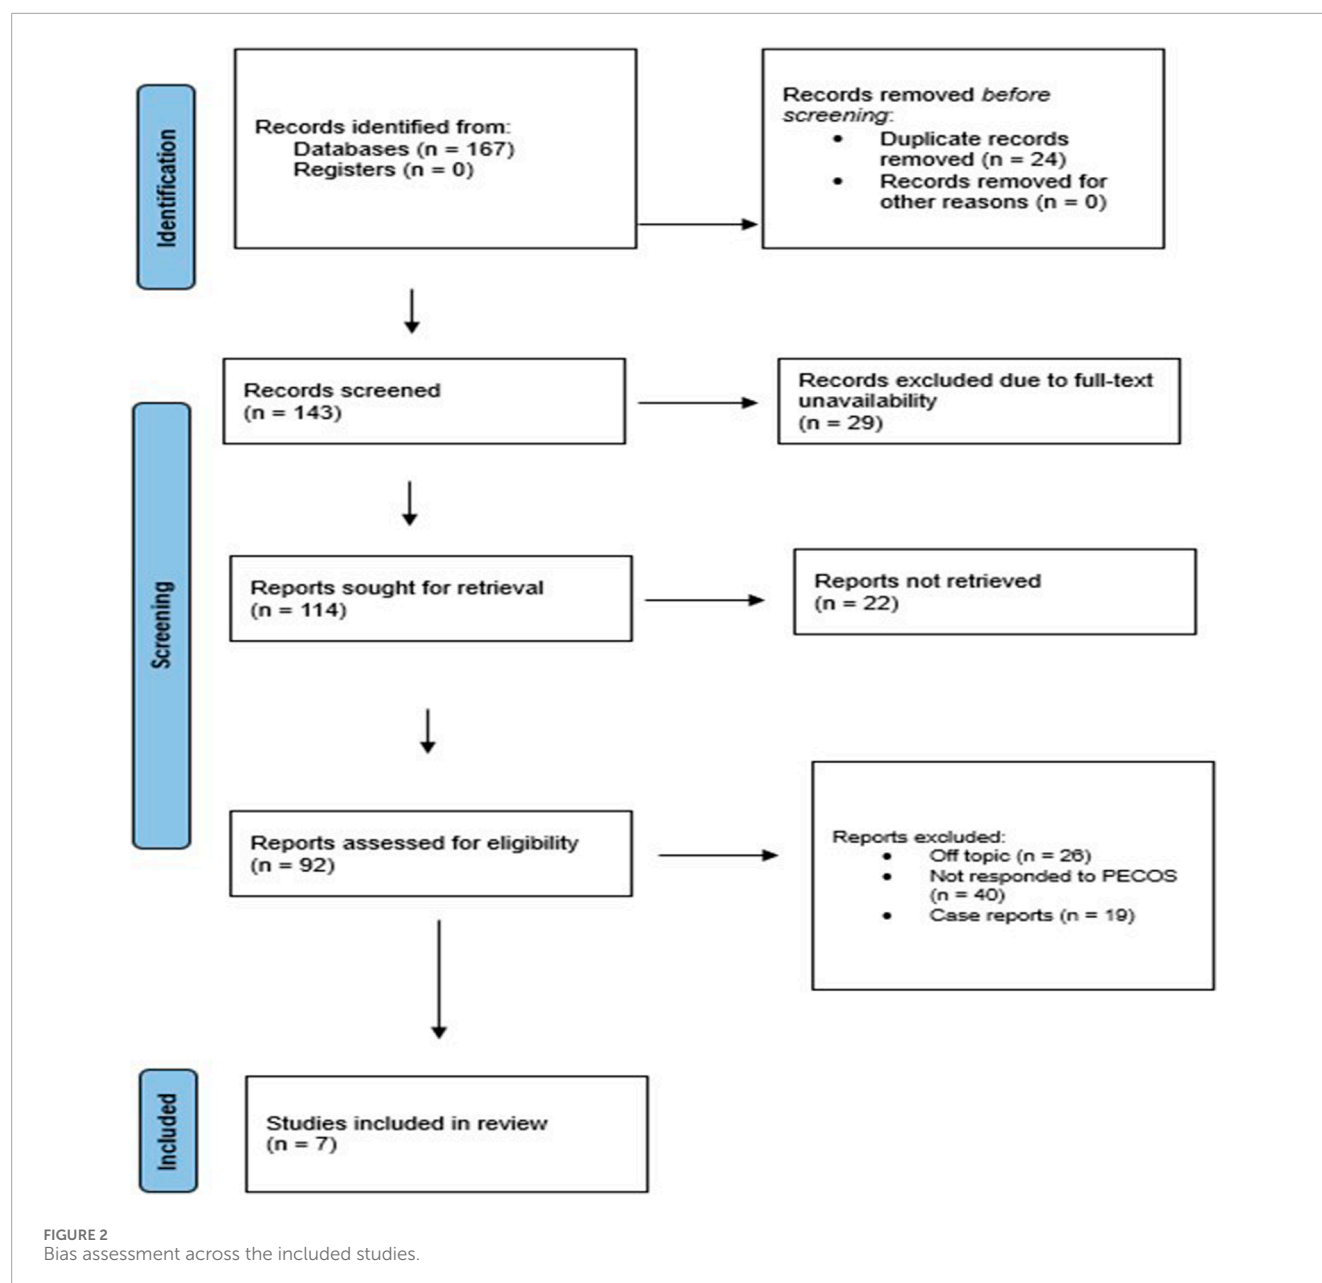 Identification
Records identified from:
Databases (n = 167)
Registers (n = 0)
Records removed before
screening:
• Duplicate records
removed (n = 24)
• Records removed for
other reasons (n = 0)
Screening
Records screened
(n = 143)
Records excluded due to full-text
unavailability
(n = 29)
Reports sought for retrieval
(n = 114)
Reports not retrieved
(n = 22)
Reports assessed for eligibility
(n = 92)
Reports excluded:
• Off topic (n = 26)
• Not responded to PECOS
(n = 40)
• Case reports (n = 19)
Included
Studies included in review
(n = 7)
FIGURE 2
Bias assessment across the included studies.